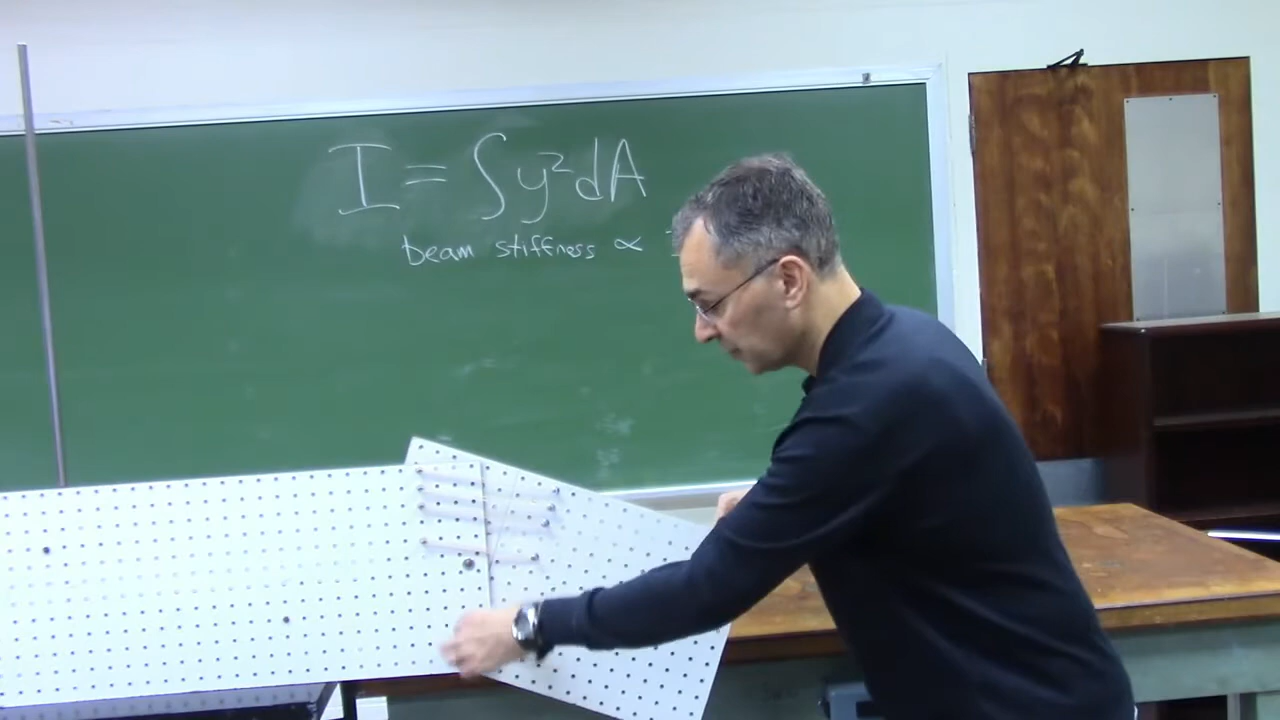 I = ∫y²dA
beam stiffness ∝